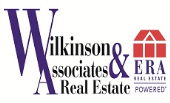 Wilkinson
& Associates
Real Estate
ERA
REAL ESTATE
POWERED